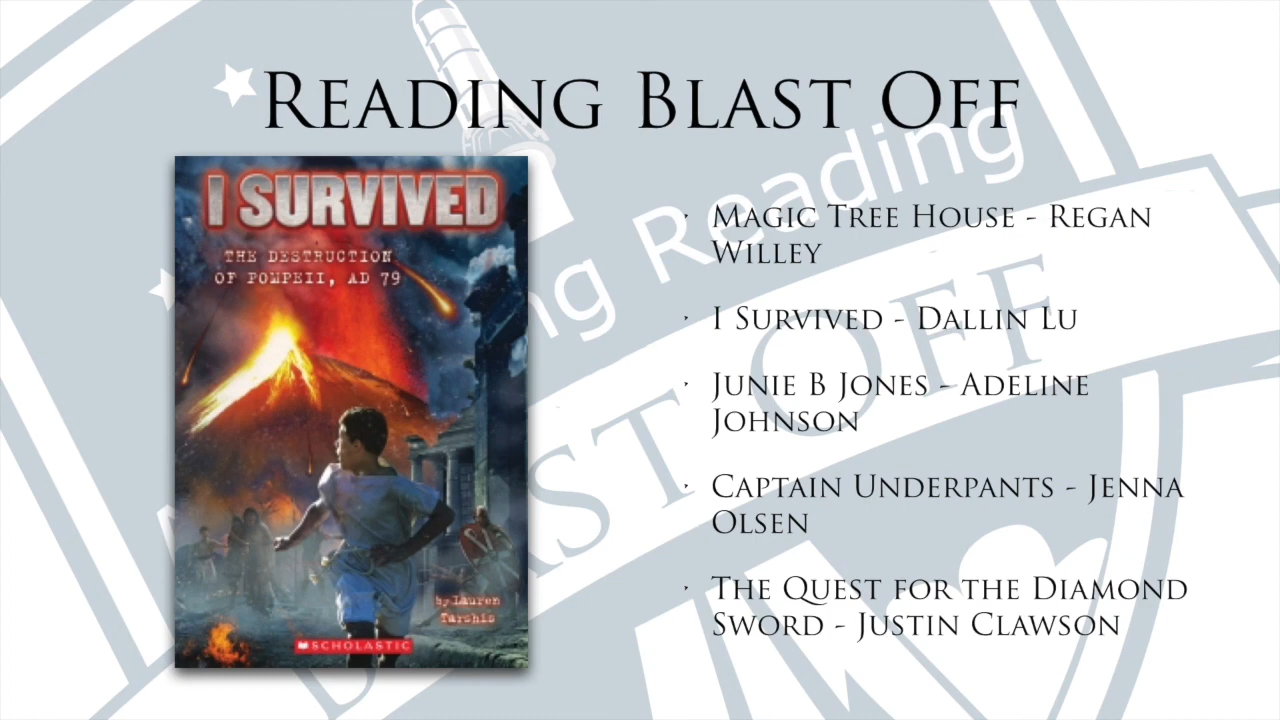 READING BLAST OFF
I SURVIVED
THE DESTRUCTION
OF POMPEII, AD 79
by Lauren
Tarshis
SCHOLASTIC
MAGIC TREE HOUSE - REGAN
WILLEY
I SURVIVED - DALLIN LU
JUNIE B JONES - ADELINE
JOHNSON
CAPTAIN UNDERPANTS - JENNA
OLSEN
THE QUEST FOR THE DIAMOND
SWORD - JUSTIN CLAWSON
Reading
OFF